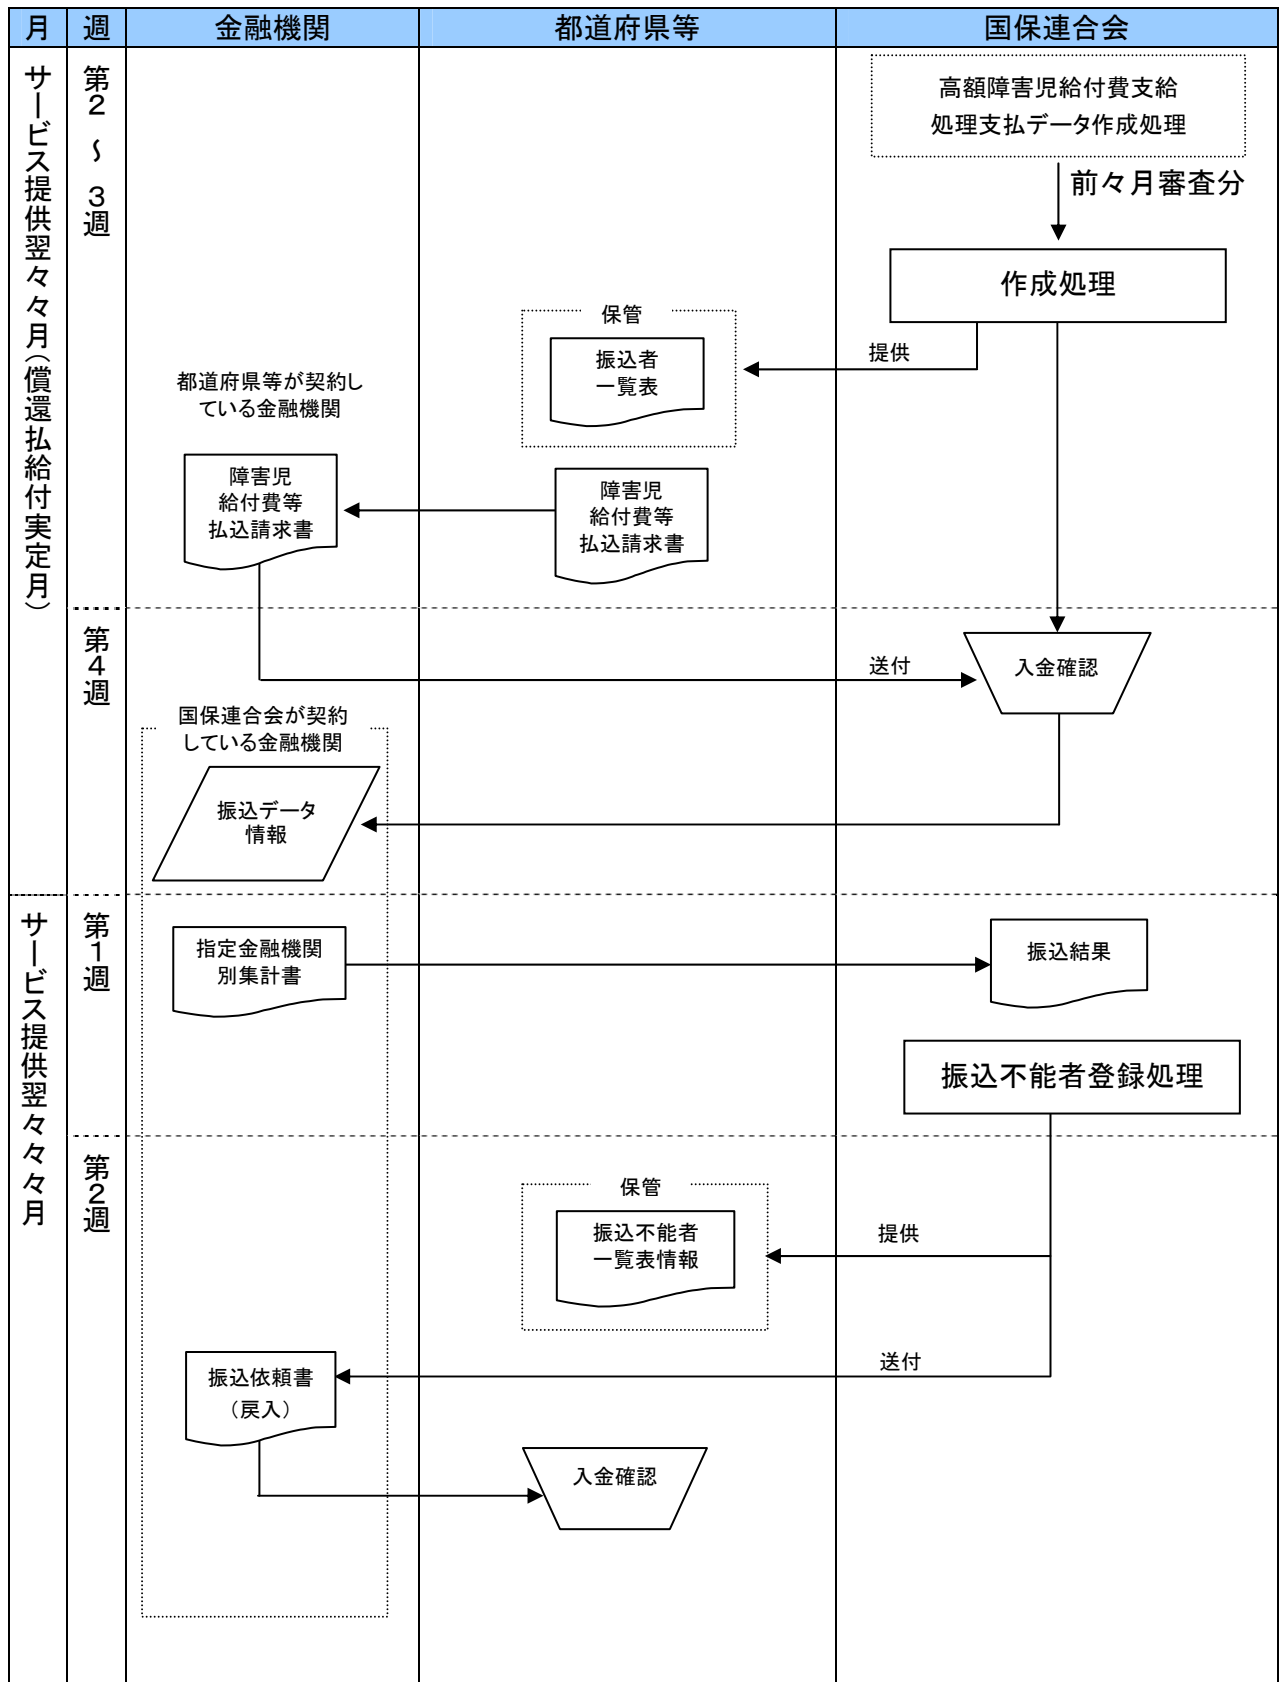 月
週
金融機関
都道府県等
国保連合会
サービス提供翌々々月（償還払給付実定月）
第２～３週
高額障害児給付費支給
処理支払データ作成処理
前々月審査分
作成処理
保管
提供
振込者
一覧表
都道府県等が契約し
ている金融機関
障害児
給付費等
払込請求書
障害児
給付費等
払込請求書
第４週
送付
入金確認
国保連合会が契約
している金融機関
振込データ
情報
サービス提供翌々々々月
第１週
指定金融機関
別集計書
振込結果
振込不能者登録処理
第２週
保管
振込不能者
一覧表情報
提供
送付
振込依頼書
（戻入）
入金確認